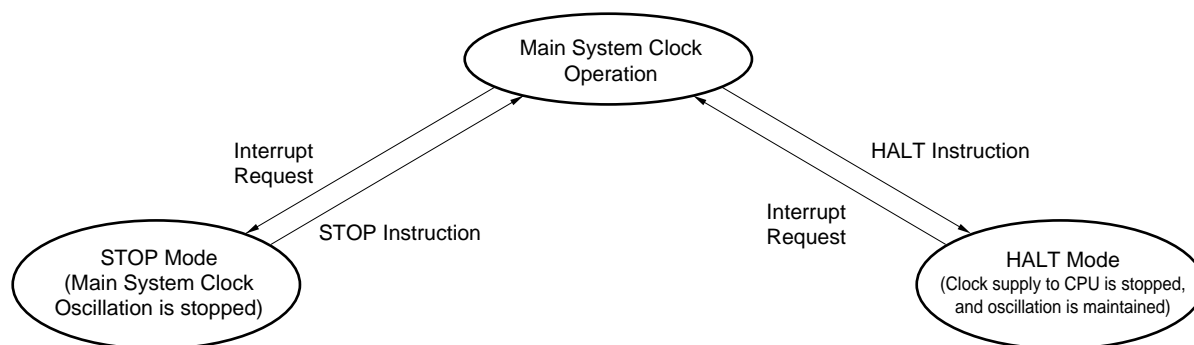 Main System Clock
Operation
Interrupt
Request
HALT Instruction
STOP Instruction
Interrupt
Request
STOP Mode
(Main System Clock
Oscillation is stopped)
HALT Mode
(Clock supply to CPU is stopped,
and oscillation is maintained)